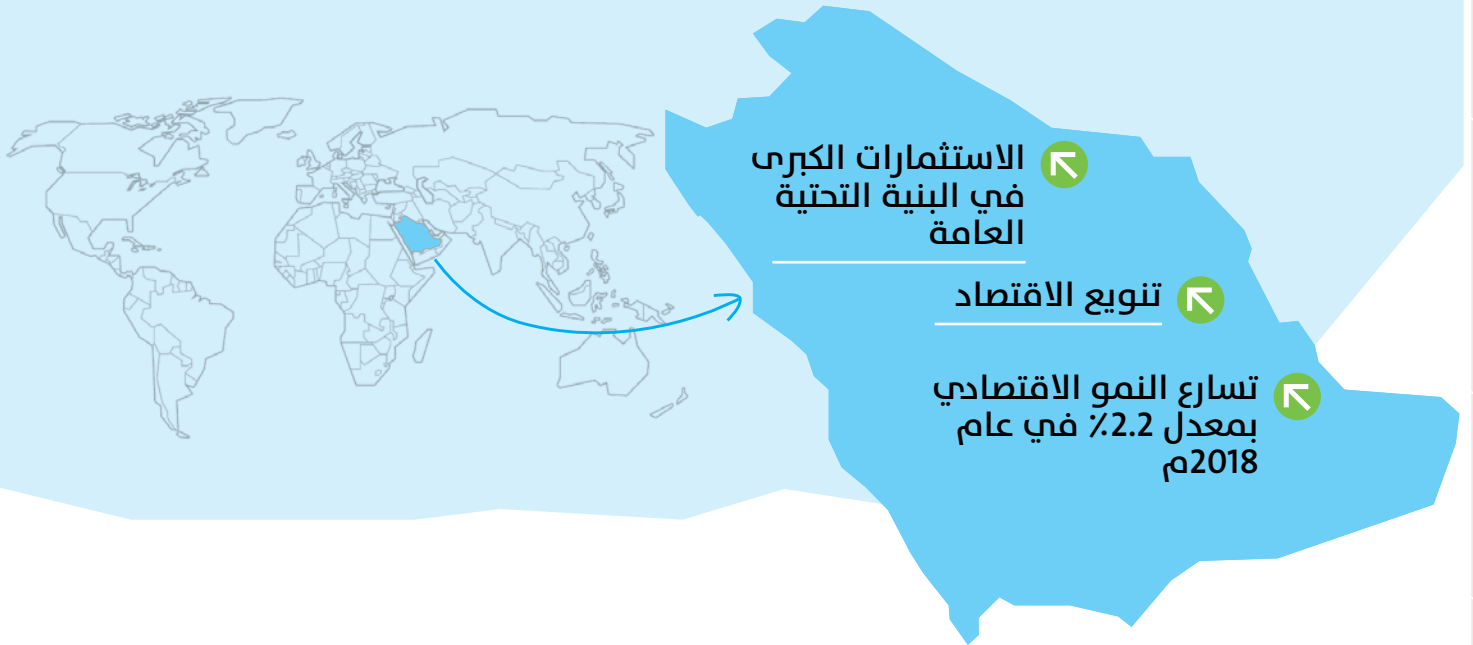 الاستثمارات الكبرى
في البنية التحتية
العامة
تنويع الاقتصاد
تسارع النمو الاقتصادي
بمعدل 2.2٪ في عام
2018م